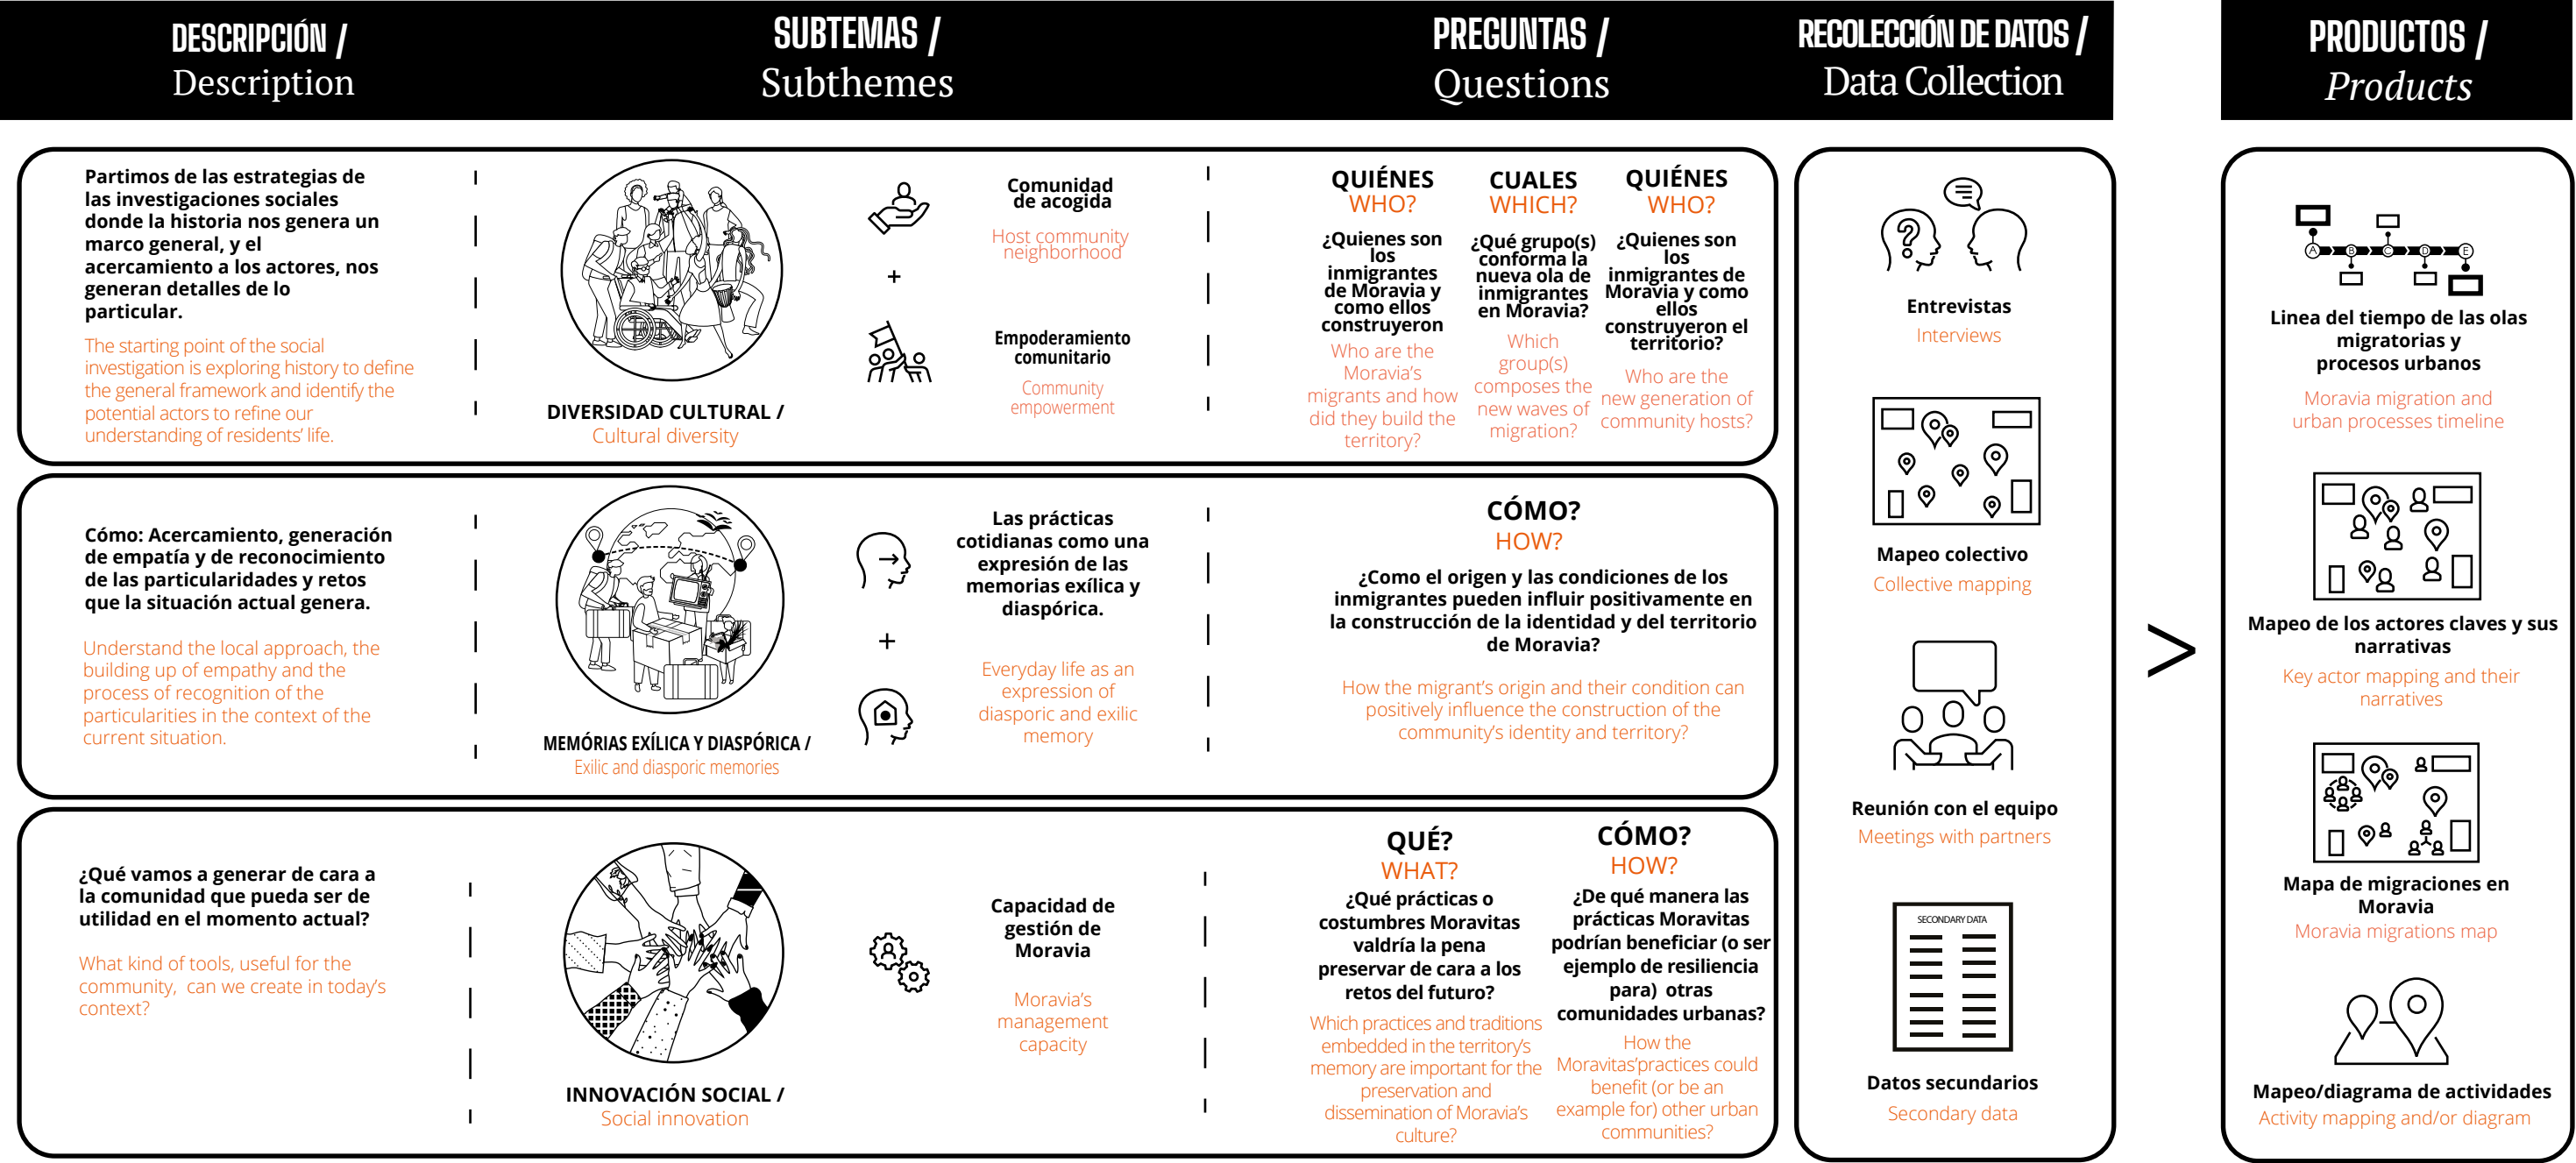 DESCRIPCIÓN /
Description
SUBTEMAS /
Subthemes
PREGUNTAS /
Questions
RECOLECCIÓN DE DATOS /
Data Collection
PRODUCTOS /
Products
Partimos de las estrategias de
las investigaciones sociales
donde la historia nos genera un
marco general, y el
acercamiento a los actores, nos
generan detalles de lo
particular.
The starting point of the social
investigation is exploring history to define
the general framework and identify the
potential actors to refine our
understanding of residents' life.
DIVERSIDAD CULTURAL /
Cultural diversity
Comunidad
de acogida
Host community
neighborhood
+
Empoderamiento
comunitario
Community
empowerment
QUIÉNES
WHO?
¿Quienes son
los
inmigrantes
de Moravia y
como ellos
construyeron
Who are the
Moravia's
migrants and how
did they build the
territory?
CUALES
WHICH?
¿Qué grupo(s)
conforma la
nueva ola de
inmigrantes
en Moravia?
Which
group(s)
composes the
new waves of
migration?
QUIÉNES
WHO?
¿Quienes son
los
inmigrantes de
Moravia y como
ellos
construyeron el
territorio?
Who are the
new generation of
community hosts?
Cómo: Acercamiento, generación
de empatía y de reconocimiento
de las particularidades y retos
que la situación actual genera.
Understand the local approach, the
building up of empathy and the
process of recognition of the
particularities in the context of the
current situation.
MEMÓRIAS EXÍLICA Y DIASPÓRICA /
Exilic and diasporic memories
Las prácticas
cotidianas como una
expresión de las
memorias exílica y
diaspórica.
+
Everyday life as an
expression of
diasporic and exilic
memory
CÓMO?
HOW?
¿Como el origen y las condiciones de los
inmigrantes pueden influir positivamente en
la construcción de la identidad y del territorio
de Moravia?
How the migrant's origin and their condition can
positively influence the construction of the
community's identity and territory?
¿Qué vamos a generar de cara a
la comunidad que pueda ser de
utilidad en el momento actual?
What kind of tools, useful for the
community, can we create in today's
context?
INNOVACIÓN SOCIAL /
Social innovation
Capacidad de
gestión de
Moravia
Moravia's
management
capacity
QUÉ?
WHAT?
¿Qué prácticas o
costumbres Moravitas
valdría la pena
preservar de cara a los
retos del futuro?
Which practices and traditions
embedded in the territory's
memory are important for the
preservation and
dissemination of Moravia's
culture?
CÓMO?
HOW?
¿De qué manera las
prácticas Moravitas
podrían beneficiar (o ser
ejemplo de resiliencia
para) otras
comunidades urbanas?
How the
Moravitas'practices could
benefit (or be an
example for) other urban
communities?
?
Entrevistas
Interviews
Mapeo colectivo
Collective mapping
Reunión con el equipo
Meetings with partners
SECONDARY DATA
Datos secundarios
Secondary data
>
A B C D E
Linea del tiempo de las olas
migratorias y
procesos urbanos
Moravia migration and
urban processes timeline
Mapeo de los actores claves y sus
narrativas
Key actor mapping and their
narratives
Mapa de migraciones en
Moravia
Moravia migrations map
Mapeo/diagrama de actividades
Activity mapping and/or diagram